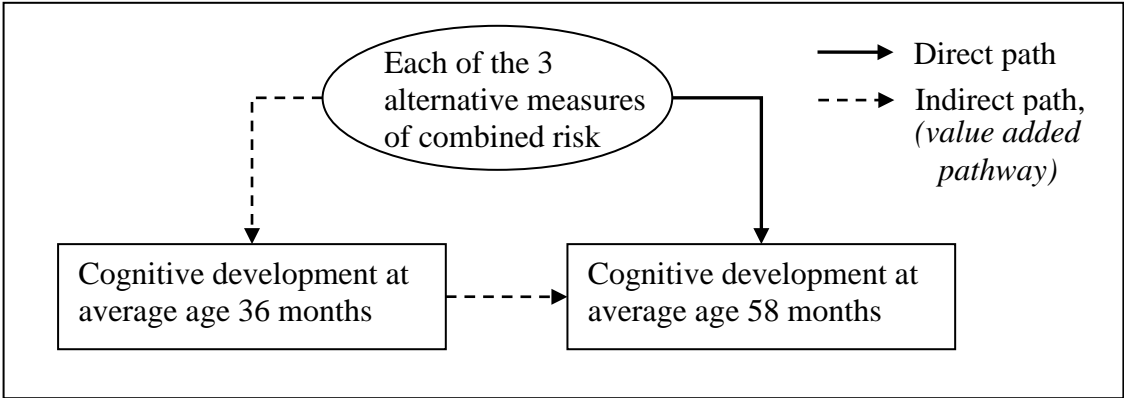 Each of the 3
alternative measures
of combined risk
Direct path
Indirect path,
(value added
pathway)
Cognitive development at
average age 36 months
Cognitive development at
average age 58 months